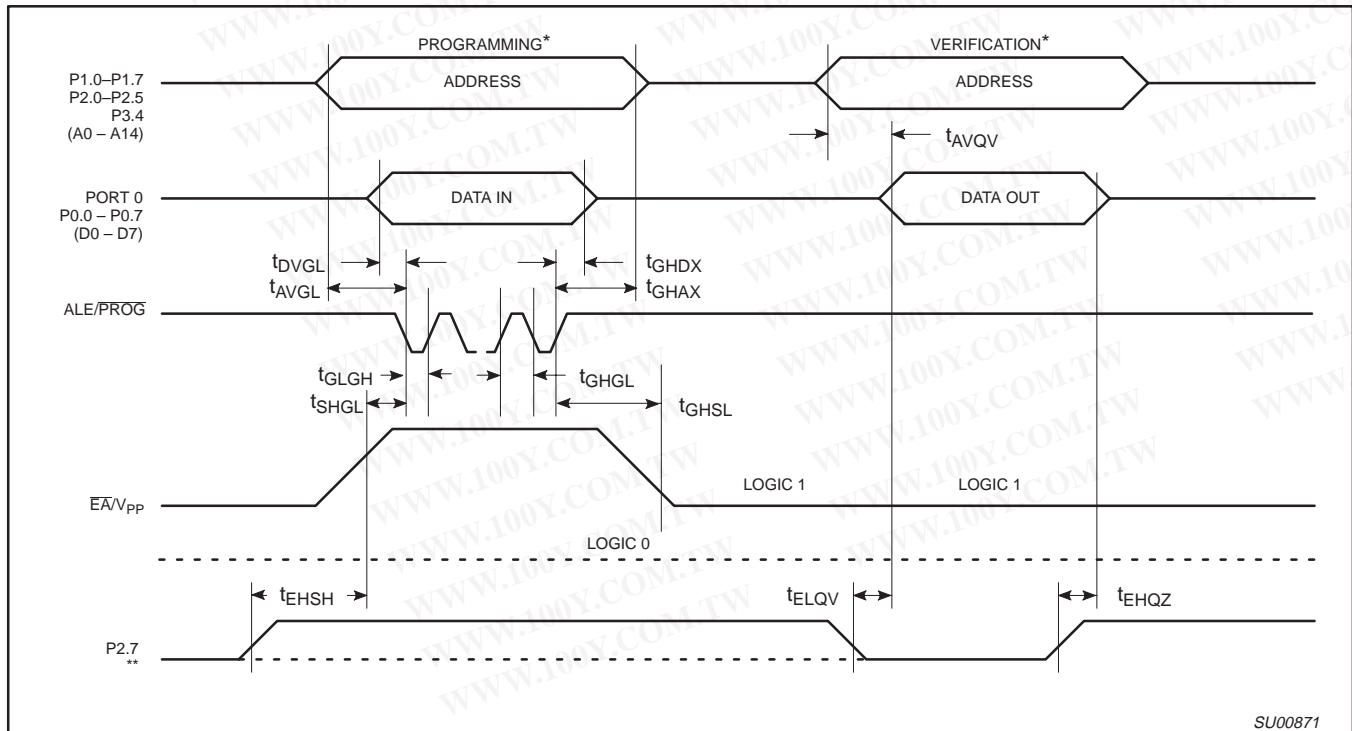 PROGRAMMING*
VERIFICATION*
P1.0–P1.7
P2.0–P2.5
P3.4
(A0 – A14)
ADDRESS
ADDRESS
tAVQV
PORT 0
P0.0 – P0.7
(D0 – D7)
DATA IN
DATA OUT
tDVGL
tGHDX
tAVGL
tGHAX
ALE/PROG
tGLGH
tGHGL
tSHGL
tGHSL
EA/VPP
LOGIC 1
LOGIC 1
LOGIC 0
tEHSH
tELQV
tEHQZ
P2.7
**
SU00871
WWW.100Y.COM.TW